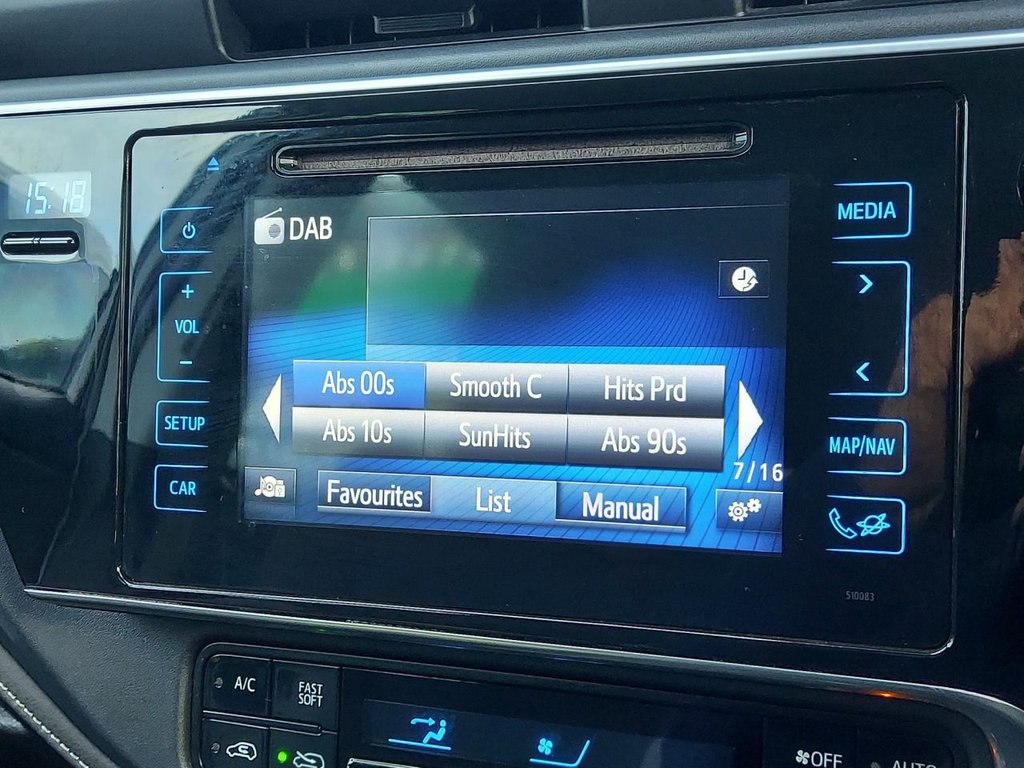 15:18
DAB
MEDIA
+
VOL
−
Abs 00s Smooth C Hits Prd
Abs 10s SunHits Abs 90s
7/16
SETUP
MAP/NAV
CAR
Favourites List Manual
510083
A/C
FAST
SOFT
OFF
AUTO